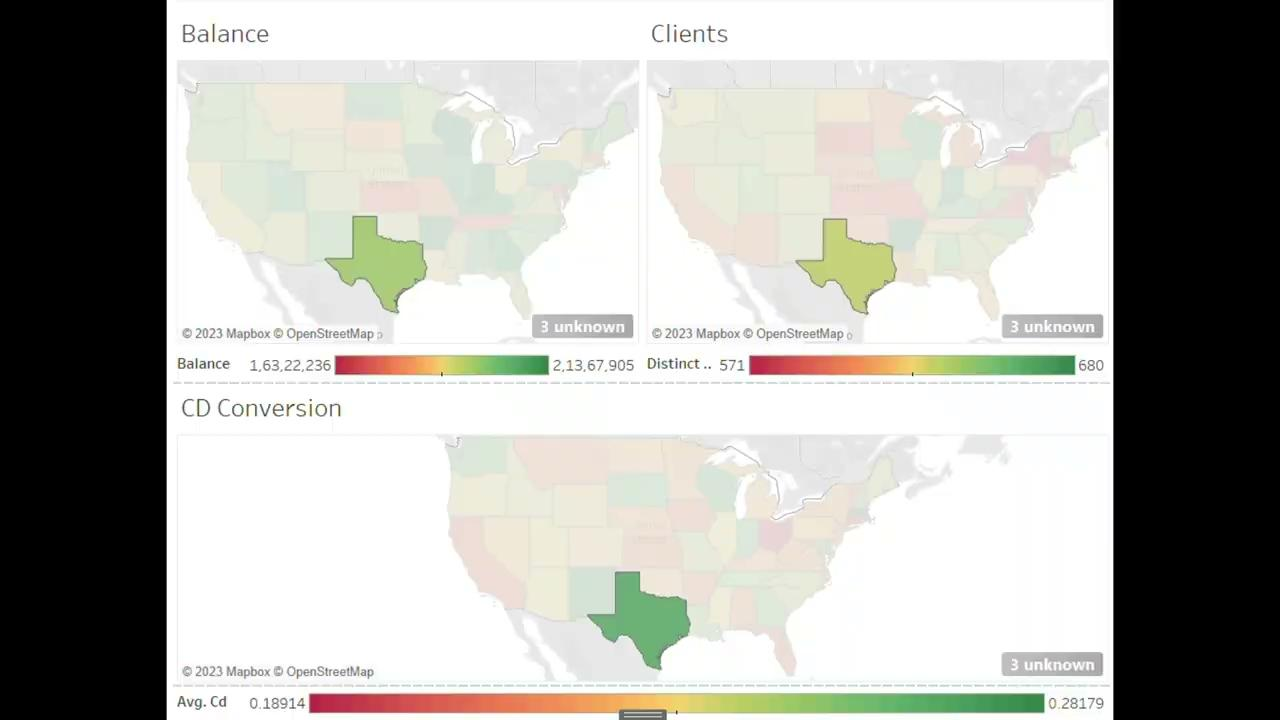 Balance
Clients
© 2023 Mapbox © OpenStreetMap
3 unknown
© 2023 Mapbox © OpenStreetMap
3 unknown
Balance 1,63,22,236 2,13,67,905
Distinct .. 571 680
CD Conversion
© 2023 Mapbox © OpenStreetMap
3 unknown
Avg. Cd 0.18914 0.28179